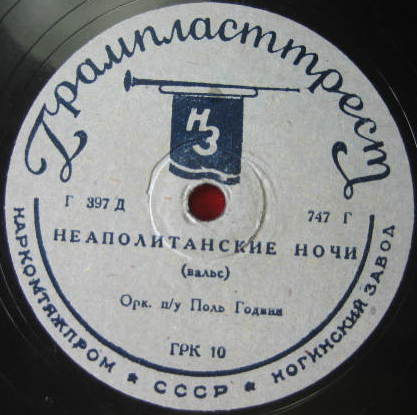 Грампласттрест
НЗ
Г 397 Д
747 Г
НЕАПОЛИТАНСКИЕ НОЧИ
(вальс)
Орк. п/у Поль Година
ГРК 10
НАРКОМТЯЖПРОМ ★ СССР ★ НОГИНСКИЙ ЗАВОД